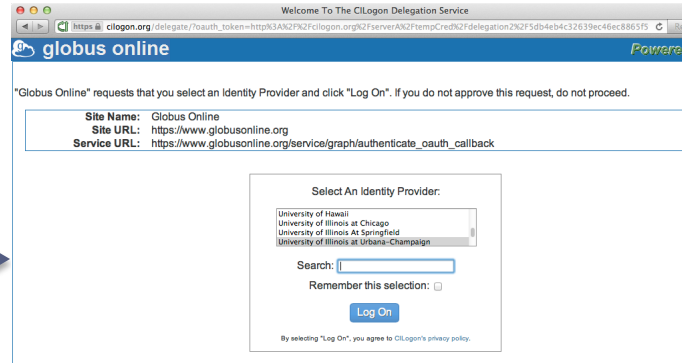 Welcome To The CILogon Delegation Service
https cilogon.org/delegate/?oauth_token=http%3A%2F%2Fcilogon.org%2FserverA%2FtempCred%2Fdelegation2%2F5db4eb4c32639ec46ec8865f5
globus online
Powere
"Globus Online" requests that you select an Identity Provider and click "Log On". If you do not approve this request, do not proceed.
Site Name: Globus Online
Site URL: https://www.globusonline.org
Service URL: https://www.globusonline.org/service/graph/authenticate_oauth_callback
Select An Identity Provider:
University of Hawaii
University of Illinois at Chicago
University of Illinois At Springfield
University of Illinois at Urbana-Champaign
Search:
Remember this selection:
Log On
By selecting "Log On", you agree to CILogon's privacy policy.